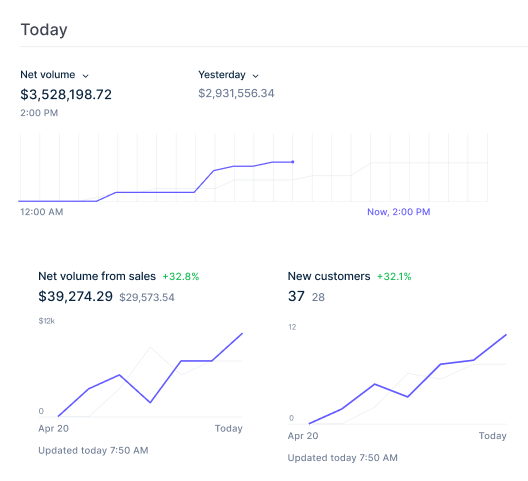 Today
Net volume
Yesterday
$3,528,198.72
$2,931,556.34
2:00 PM
12:00 AM
Now, 2:00 PM
Net volume from sales +32.8%
$39,274.29 $29,573.54
$12k
0
Apr 20
Today
Updated today 7:50 AM
New customers +32.1%
37 28
12
0
Apr 20
Today
Updated today 7:50 AM